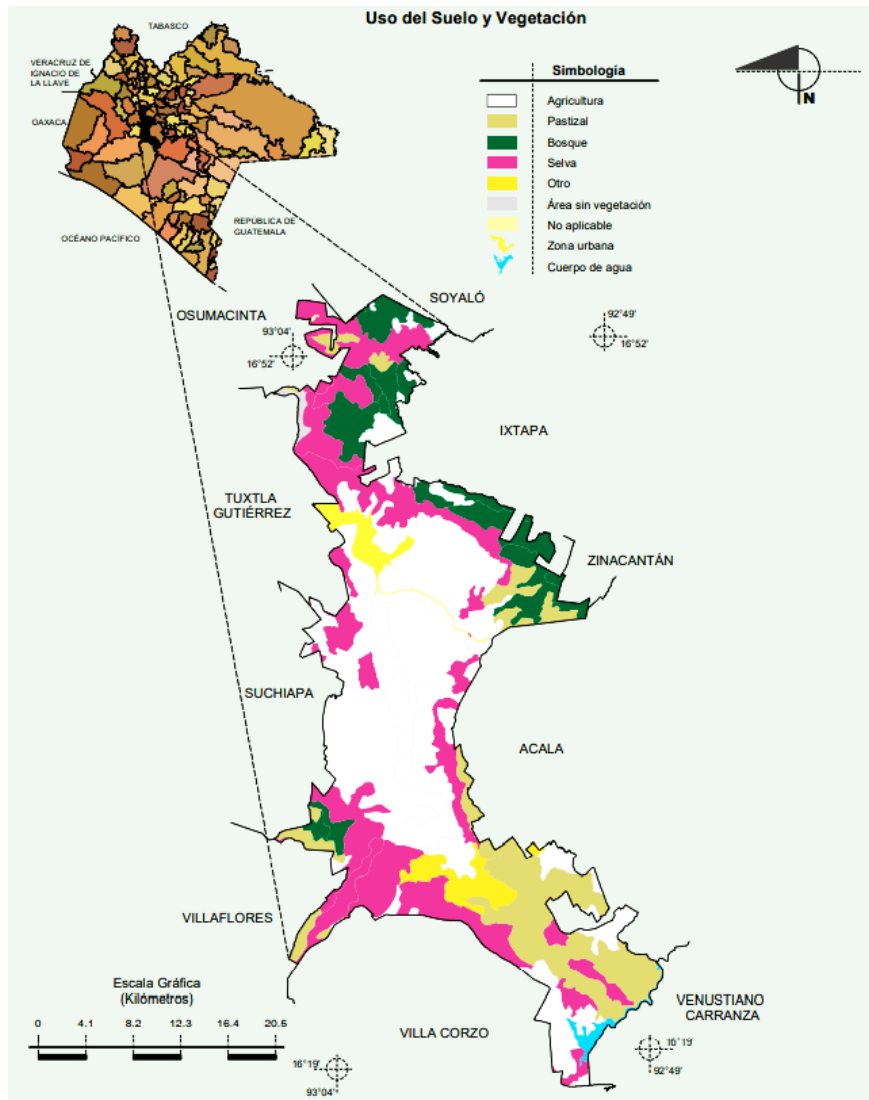 Uso del Suelo y Vegetación
TABASCO
VERACRUZ DE
IGNACIO DE
LA LLAVE
OAXACA
OCÉANO PACÍFICO
REPÚBLICA DE
GUATEMALA
Simbología
Agricultura
Pastizal
Bosque
Selva
Otro
Área sin vegetación
No aplicable
Zona urbana
Cuerpo de agua
N
SOYALÓ
OSUMACINTA
93°04'
16°52'
92°49'
16°52'
IXTAPA
TUXTLA
GUTIÉRREZ
ZINACANTÁN
SUCHIAPA
ACALA
VILLAFLORES
VILLA CORZO
VENUSTIANO
CARRANZA
Escala Gráfica
(Kilómetros)
0 4.1 8.2 12.3 16.4 20.5
16°19'
93°04'
16°19'
92°49'